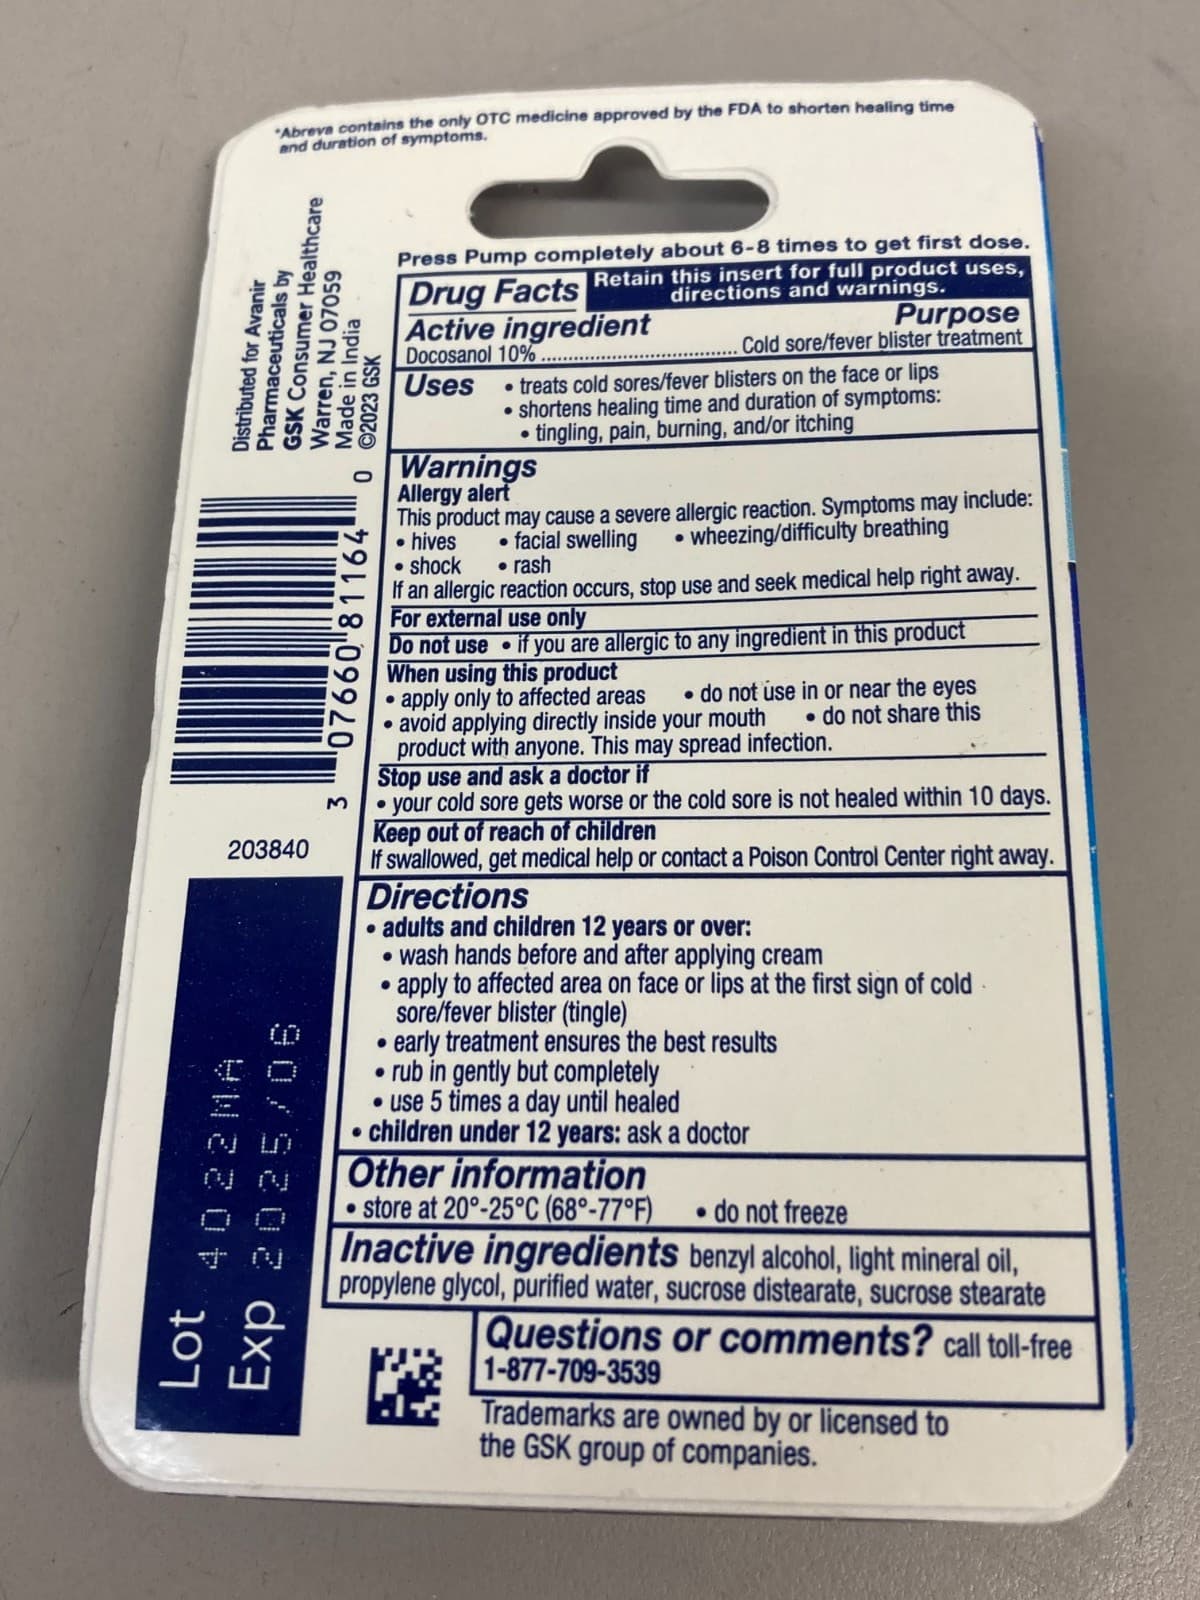 *Abreva contains the only OTC medicine approved by the FDA to shorten healing time
and duration of symptoms.
Distributed for Avanir
Pharmaceuticals by
GSK Consumer Healthcare
Warren, NJ 07059
Made in India
©2023 GSK
Press Pump completely about 6-8 times to get first dose.
Drug Facts
Retain this insert for full product uses,
directions and warnings.
Active ingredient Purpose
Docosanol 10% ................................... Cold sore/fever blister treatment
Uses • treats cold sores/fever blisters on the face or lips
• shortens healing time and duration of symptoms:
• tingling, pain, burning, and/or itching
Warnings
Allergy alert
This product may cause a severe allergic reaction. Symptoms may include:
• hives • facial swelling • wheezing/difficulty breathing
• shock • rash
If an allergic reaction occurs, stop use and seek medical help right away.
For external use only
Do not use • if you are allergic to any ingredient in this product
When using this product
• apply only to affected areas • do not use in or near the eyes
• avoid applying directly inside your mouth • do not share this
product with anyone. This may spread infection.
Stop use and ask a doctor if
• your cold sore gets worse or the cold sore is not healed within 10 days.
Keep out of reach of children
If swallowed, get medical help or contact a Poison Control Center right away.
Directions
• adults and children 12 years or over:
• wash hands before and after applying cream
• apply to affected area on face or lips at the first sign of cold
sore/fever blister (tingle)
• early treatment ensures the best results
• rub in gently but completely
• use 5 times a day until healed
• children under 12 years: ask a doctor
Other information
• store at 20°-25°C (68°-77°F) • do not freeze
Inactive ingredients benzyl alcohol, light mineral oil,
propylene glycol, purified water, sucrose distearate, sucrose stearate
Questions or comments? call toll-free
1-877-709-3539
Trademarks are owned by or licensed to
the GSK group of companies.
3 07660 81164 0
203840
Lot 4022MA
Exp 2025/06